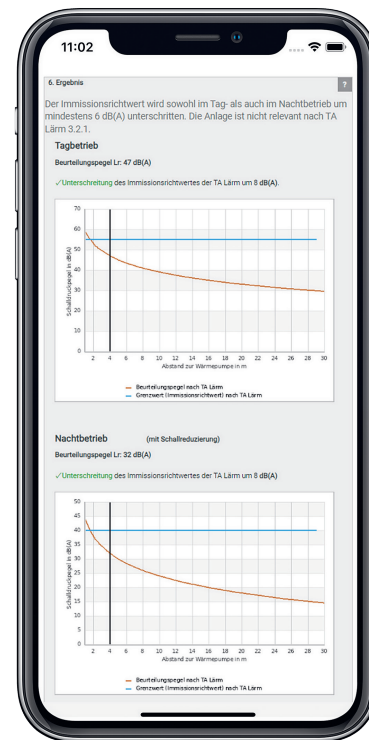 11:02
6. Ergebnis
?
Der Immissionsrichtwert wird sowohl im Tag- als auch im Nachtbetrieb um
mindestens 6 dB(A) unterschritten. Die Anlage ist nicht relevant nach TA
Lärm 3.2.1.
Tagbetrieb
Beurteilungspegel Lr: 47 dB(A)
✓Unterschreitung des Immissionsrichtwertes der TA Lärm um 8 dB(A).
70
60
50
40
30
20
10
0
Schalldruckpegel in dB(A)
2 4 6 8 10 12 14 16 18 20 22 24 26 28 30
Abstand zur Wärmepumpe in m
Beurteilungspegel nach TA Lärm
Grenzwert (Immissionsrichtwert) nach TA Lärm
Nachtbetrieb (mit Schallreduzierung)
Beurteilungspegel Lr: 32 dB(A)
✓Unterschreitung des Immissionsrichtwertes der TA Lärm um 8 dB(A)
50
45
40
35
30
25
20
15
10
5
0
Schalldruckpegel in dB(A)
2 4 6 8 10 12 14 16 18 20 22 24 26 28 30
Abstand zur Wärmepumpe in m
Beurteilungspegel nach TA Lärm
Grenzwert (Immissionsrichtwert) nach TA Lärm